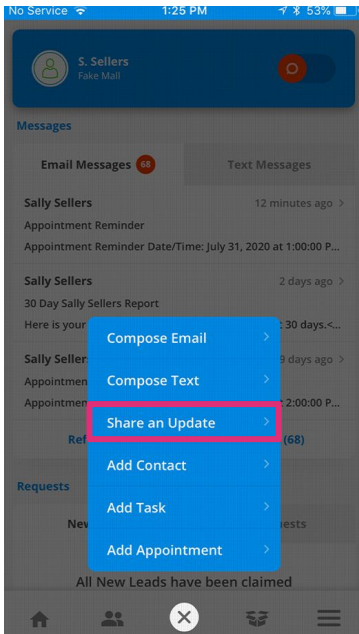 No Service 1:25 PM 53%
S. Sellers
Fake Mall
Messages
Email Messages 68 Text Messages
Sally Sellers 12 minutes ago >
Appointment Reminder
Appointment Reminder Date/Time: July 31, 2020 at 1:00:00 P...
Sally Sellers 2 days ago >
30 Day Sally Sellers Report
Here is your t 30 days.<...
Sally Seller 9 days ago >
Appointmen
Appointmen t 2:00:00 P...
Compose Email >
Compose Text >
Share an Update >
Add Contact >
Add Task >
Add Appointment >
Ref (68)
Requests
New ests
All New Leads have been claimed